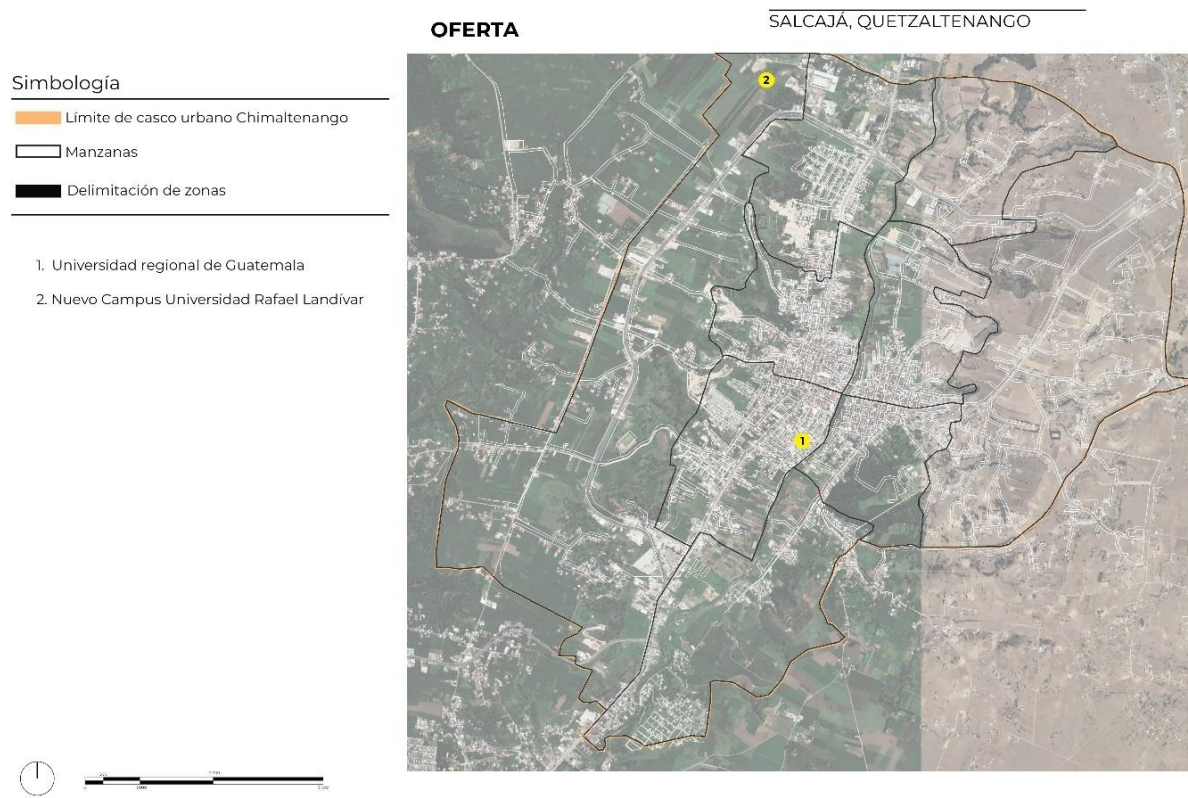 SALCAJÁ, QUETZALTENANGO
OFERTA
Simbología
Límite de casco urbano Chimaltenango
Manzanas
Delimitación de zonas
1. Universidad regional de Guatemala
2. Nuevo Campus Universidad Rafael Landívar
2
1